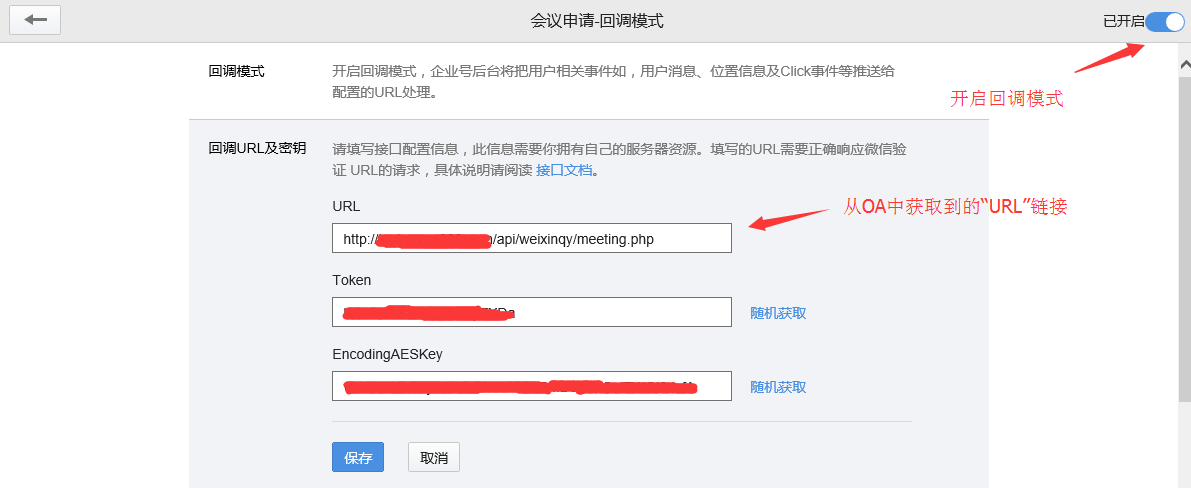 会议申请-回调模式
已开启
开启回调模式
回调模式
开启回调模式，企业号后台将把用户相关事件如，用户消息、位置信息及Click事件等推送给
配置的URL处理。
回调URL及密钥
请填写接口配置信息，此信息需要你拥有自己的服务器资源。填写的URL需要正确响应微信验
证 URL的请求，具体说明请阅读 接口文档。
URL
从OA中获取到的“URL”链接
http:// /api/weixinqy/meeting.php
Token
随机获取
EncodingAESKey
随机获取
保存
取消